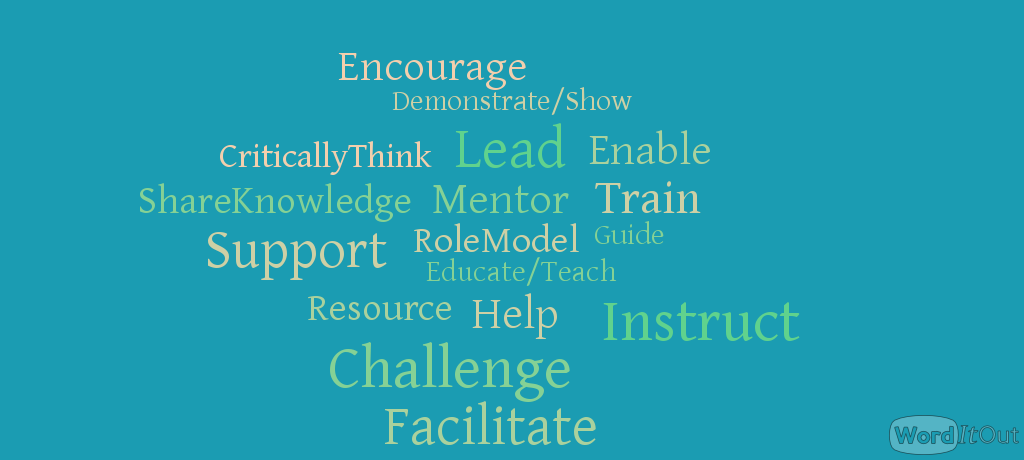 Encourage
Demonstrate/Show
CriticallyThink Lead Enable
ShareKnowledge Mentor Train
Support RoleModel Guide
Educate/Teach
Resource Help Instruct
Challenge
Facilitate
WordItOut